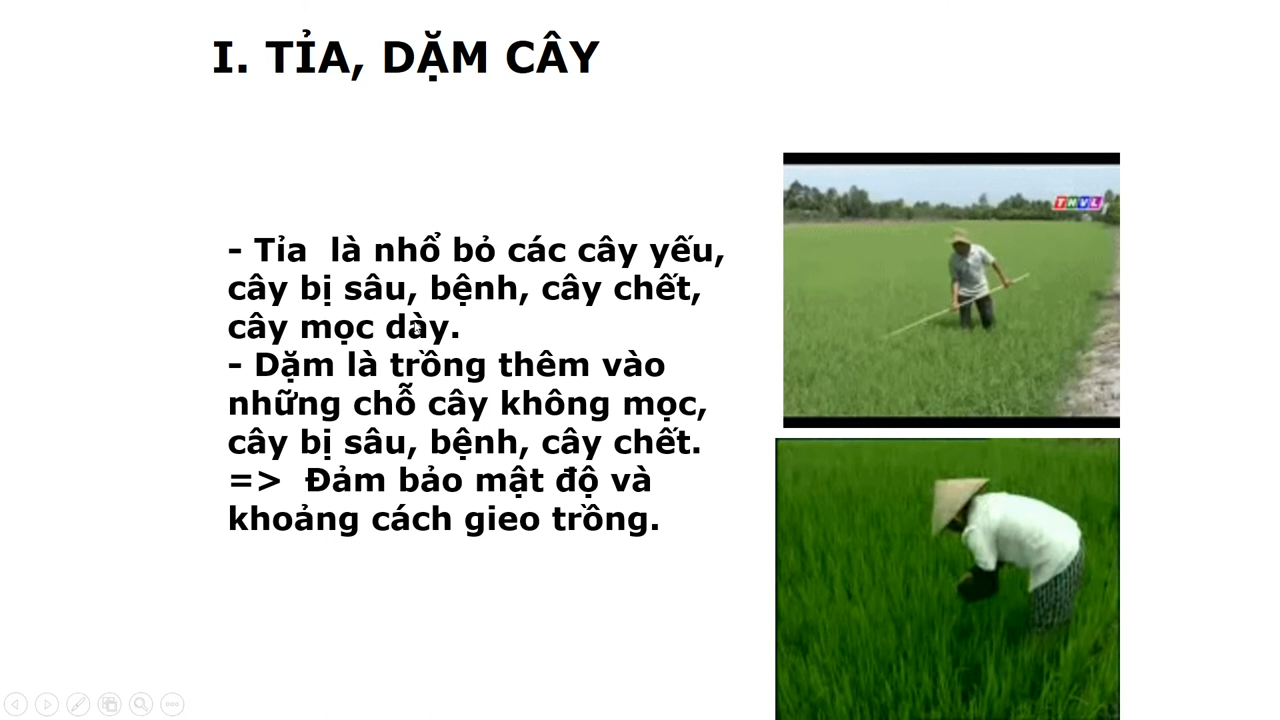 I. TỈA, DẶM CÂY
- Tỉa  là nhổ bỏ các cây yếu,
cây bị sâu, bệnh, cây chết,
cây mọc dày.
- Dặm là trồng thêm vào
những chỗ cây không mọc,
cây bị sâu, bệnh, cây chết.
=>  Đảm bảo mật độ và
khoảng cách gieo trồng.
THVL